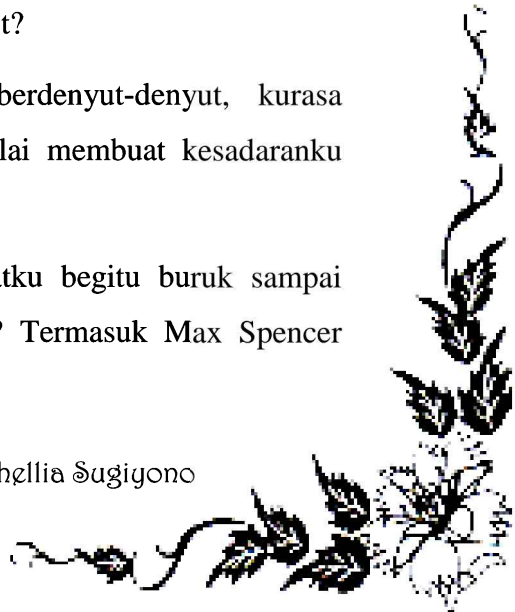 t?
berdenyut-denyut, kurasa
lai membuat kesadaranku
tku begitu buruk sampai
? Termasuk Max Spencer
hellia Sugiyono